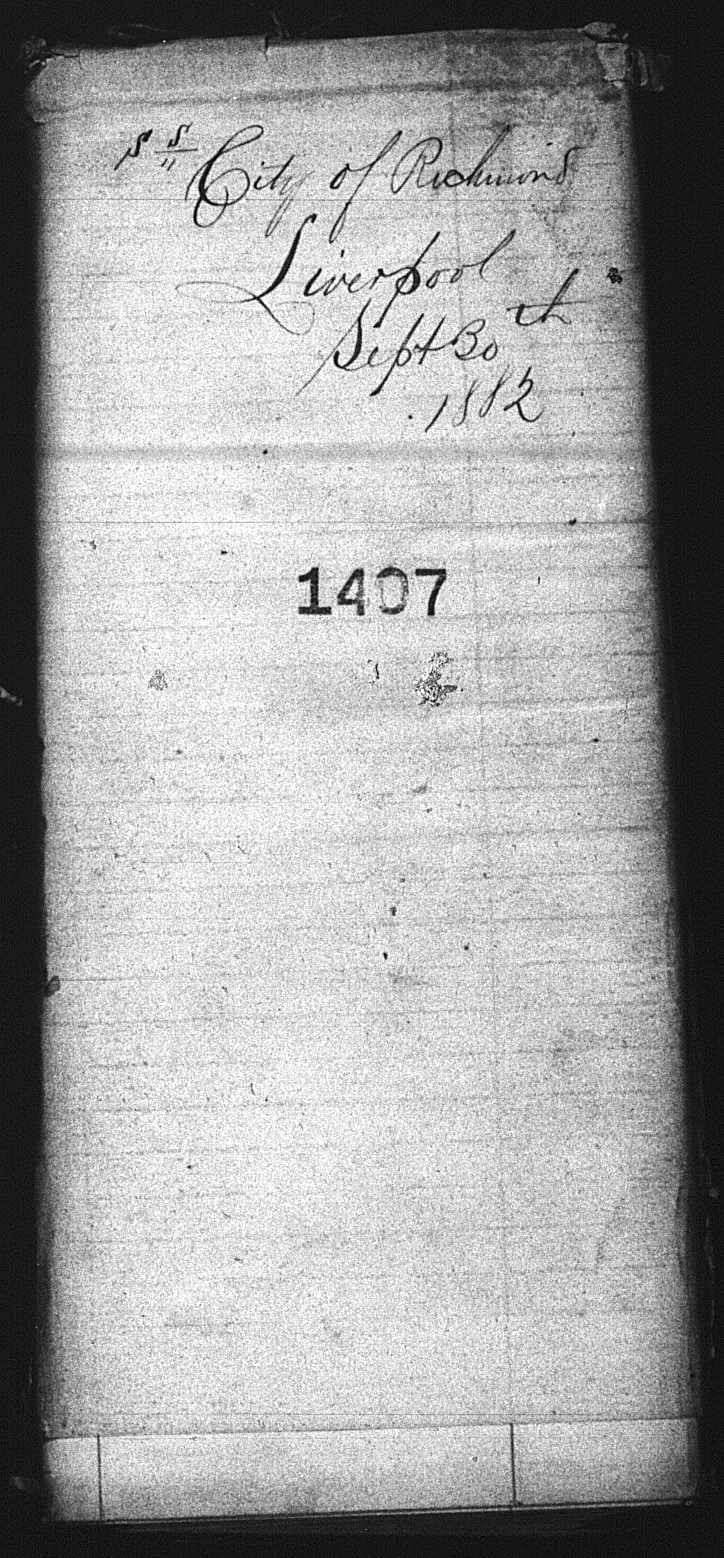 S S City of Richmond
Liverpool
Sept 30th
1882
1407